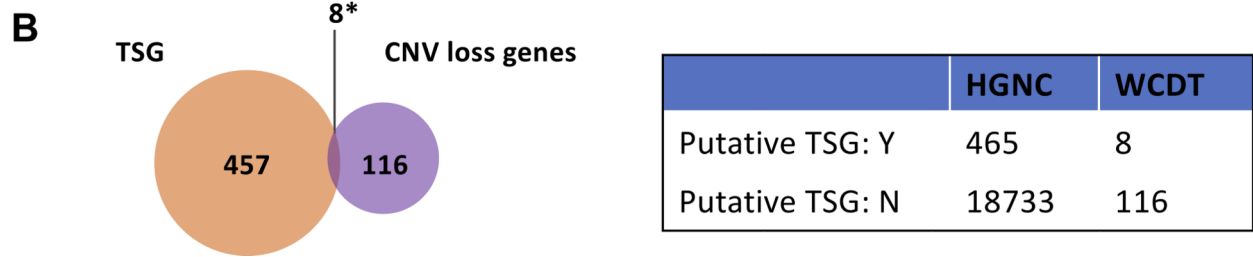 B
8*
TSG
CNV loss genes
457
116
HGNC WCDT
Putative TSG: Y 465 8
Putative TSG: N 18733 116